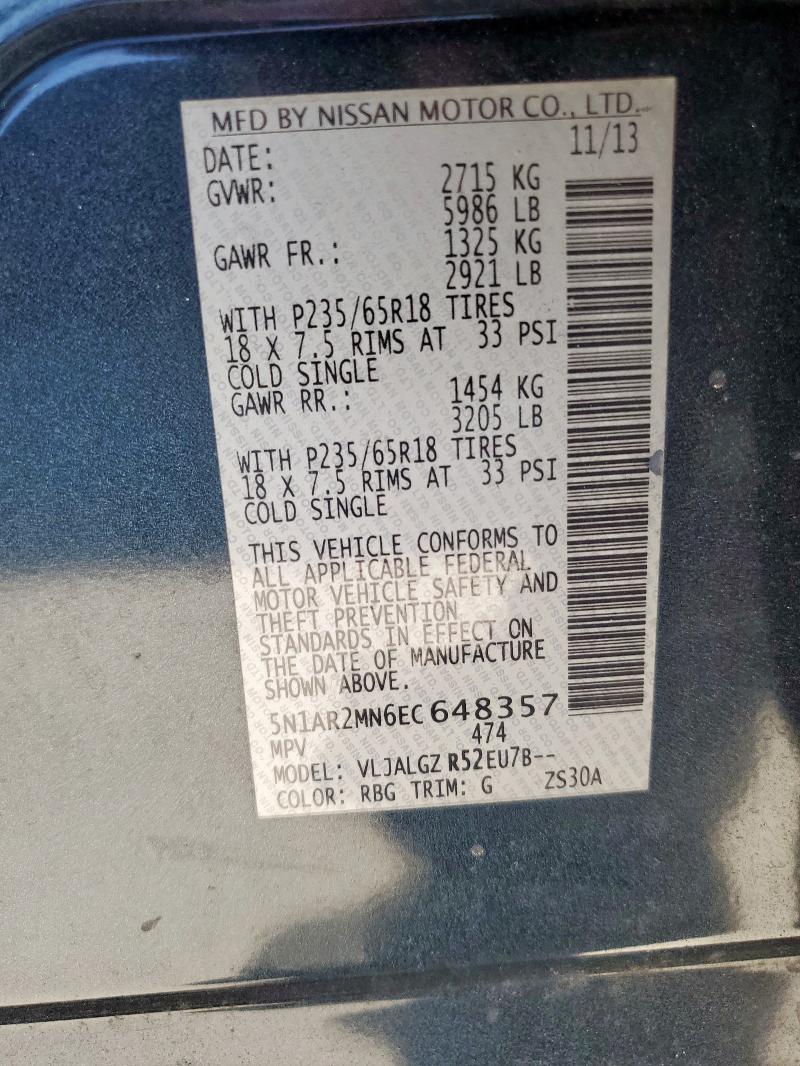 MFD BY NISSAN MOTOR CO., LTD.
DATE: 11/13
GVWR: 2715 KG
5986 LB
GAWR FR.: 1325 KG
2921 LB
WITH P235/65R18 TIRES
18 X 7.5 RIMS AT 33 PSI
COLD SINGLE
GAWR RR.: 1454 KG
3205 LB
WITH P235/65R18 TIRES
18 X 7.5 RIMS AT 33 PSI
COLD SINGLE
THIS VEHICLE CONFORMS TO
ALL APPLICABLE FEDERAL
MOTOR VEHICLE SAFETY AND
THEFT PREVENTION
STANDARDS IN EFFECT ON
THE DATE OF MANUFACTURE
SHOWN ABOVE.
5N1AR2MN6EC648357
MPV 474
MODEL: VLJALGZ R52EU7B--
COLOR: RBG TRIM: G ZS30A